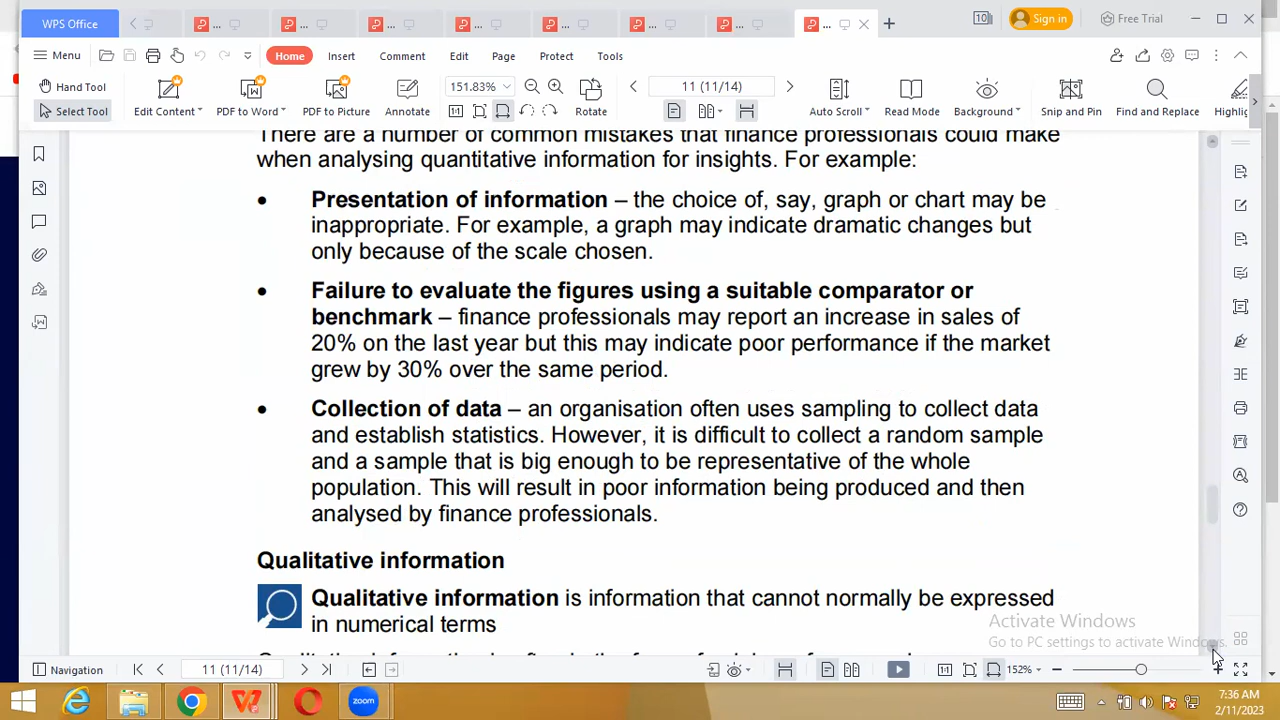 WPS Office
...
...
...
...
...
...
...
...
10
Sign in
Free Trial
Menu
Home
Insert
Comment
Edit
Page
Protect
Tools
Hand Tool
Select Tool
Edit Content
PDF to Word
PDF to Picture
Annotate
151.83%
Rotate
11 (11/14)
Auto Scroll
Read Mode
Background
Snip and Pin
Find and Replace
Highlig
There are a number of common mistakes that finance professionals could make
when analysing quantitative information for insights. For example:
• Presentation of information – the choice of, say, graph or chart may be
inappropriate. For example, a graph may indicate dramatic changes but
only because of the scale chosen.
• Failure to evaluate the figures using a suitable comparator or
benchmark – finance professionals may report an increase in sales of
20% on the last year but this may indicate poor performance if the market
grew by 30% over the same period.
• Collection of data – an organisation often uses sampling to collect data
and establish statistics. However, it is difficult to collect a random sample
and a sample that is big enough to be representative of the whole
population. This will result in poor information being produced and then
analysed by finance professionals.
Qualitative information
Qualitative information is information that cannot normally be expressed
in numerical terms
Activate Windows
Go to PC settings to activate Windows.
Navigation
11 (11/14)
152%
zoom
7:36 AM
2/11/2023